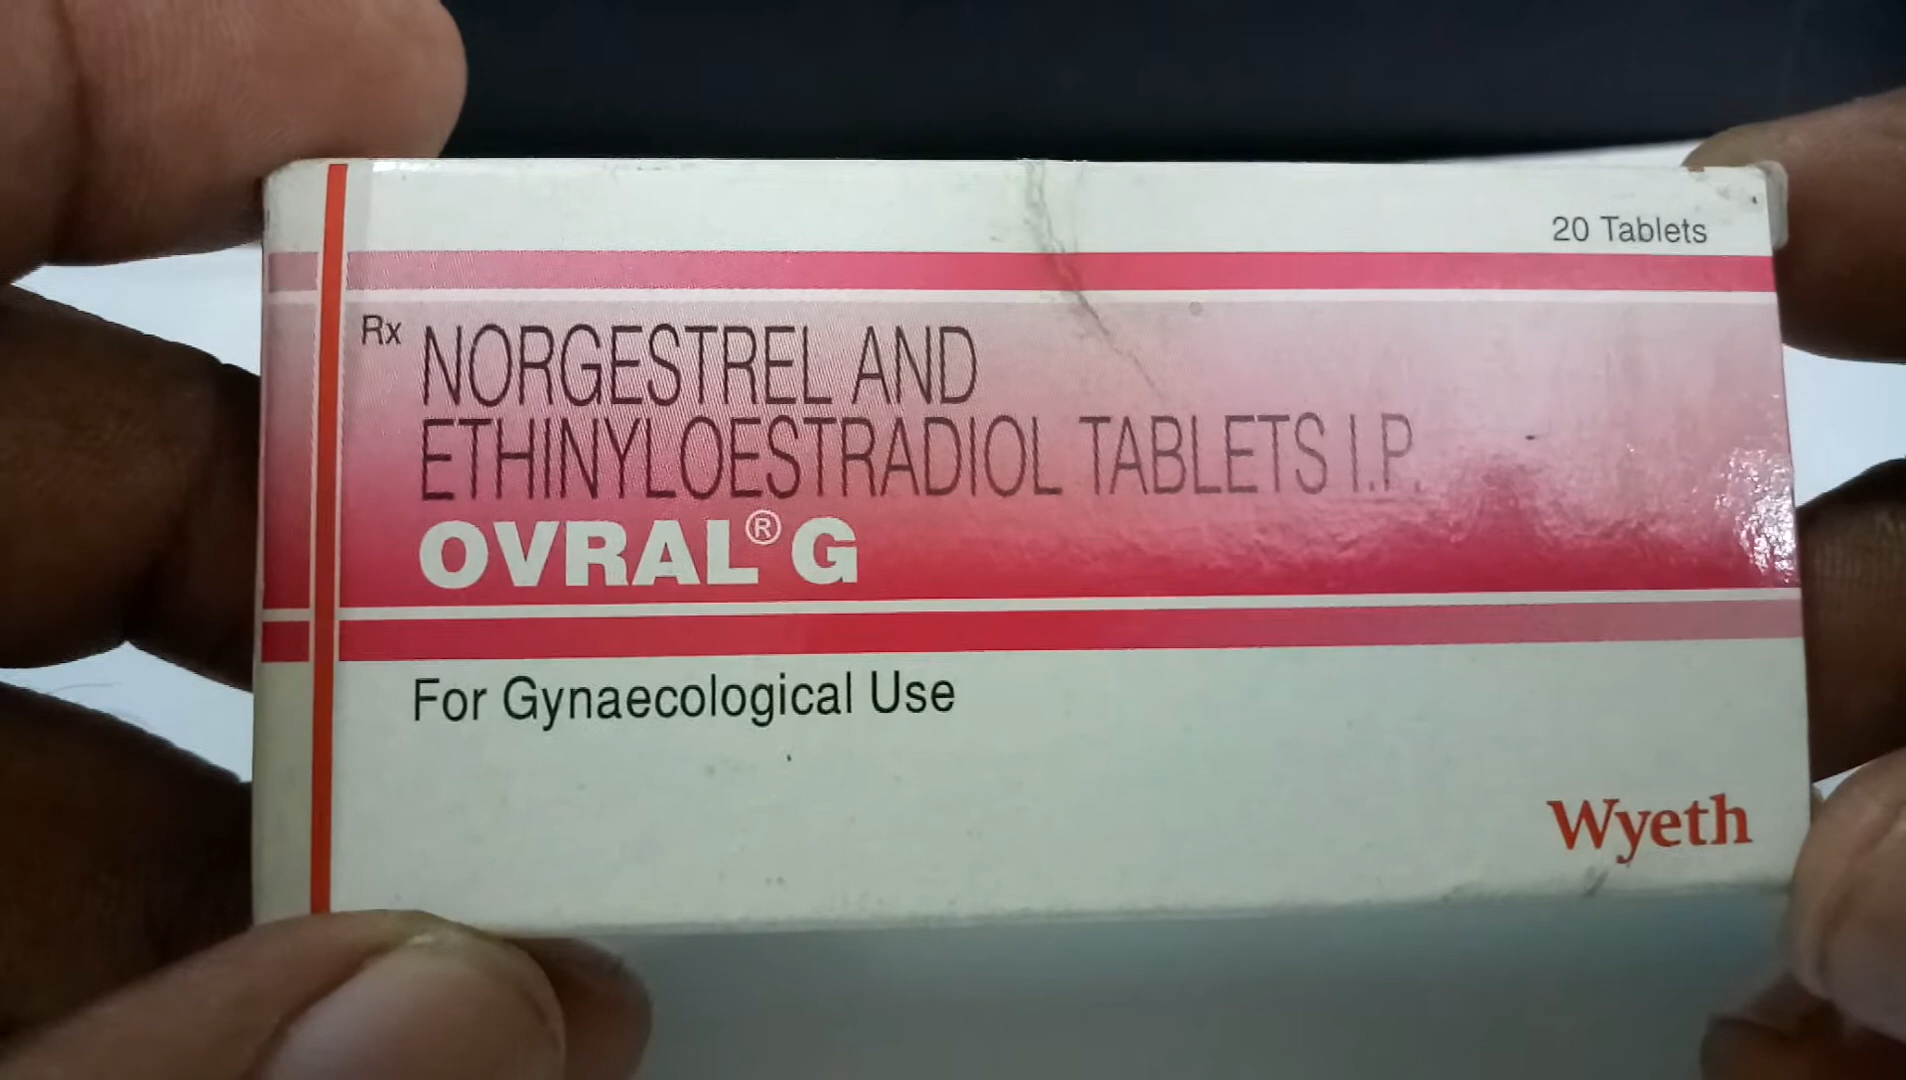 20 Tablets
Rx NORGESTREL AND
ETHINYLOESTRADIOL TABLETS I.P.
OVRAL® G
For Gynaecological Use
Wyeth